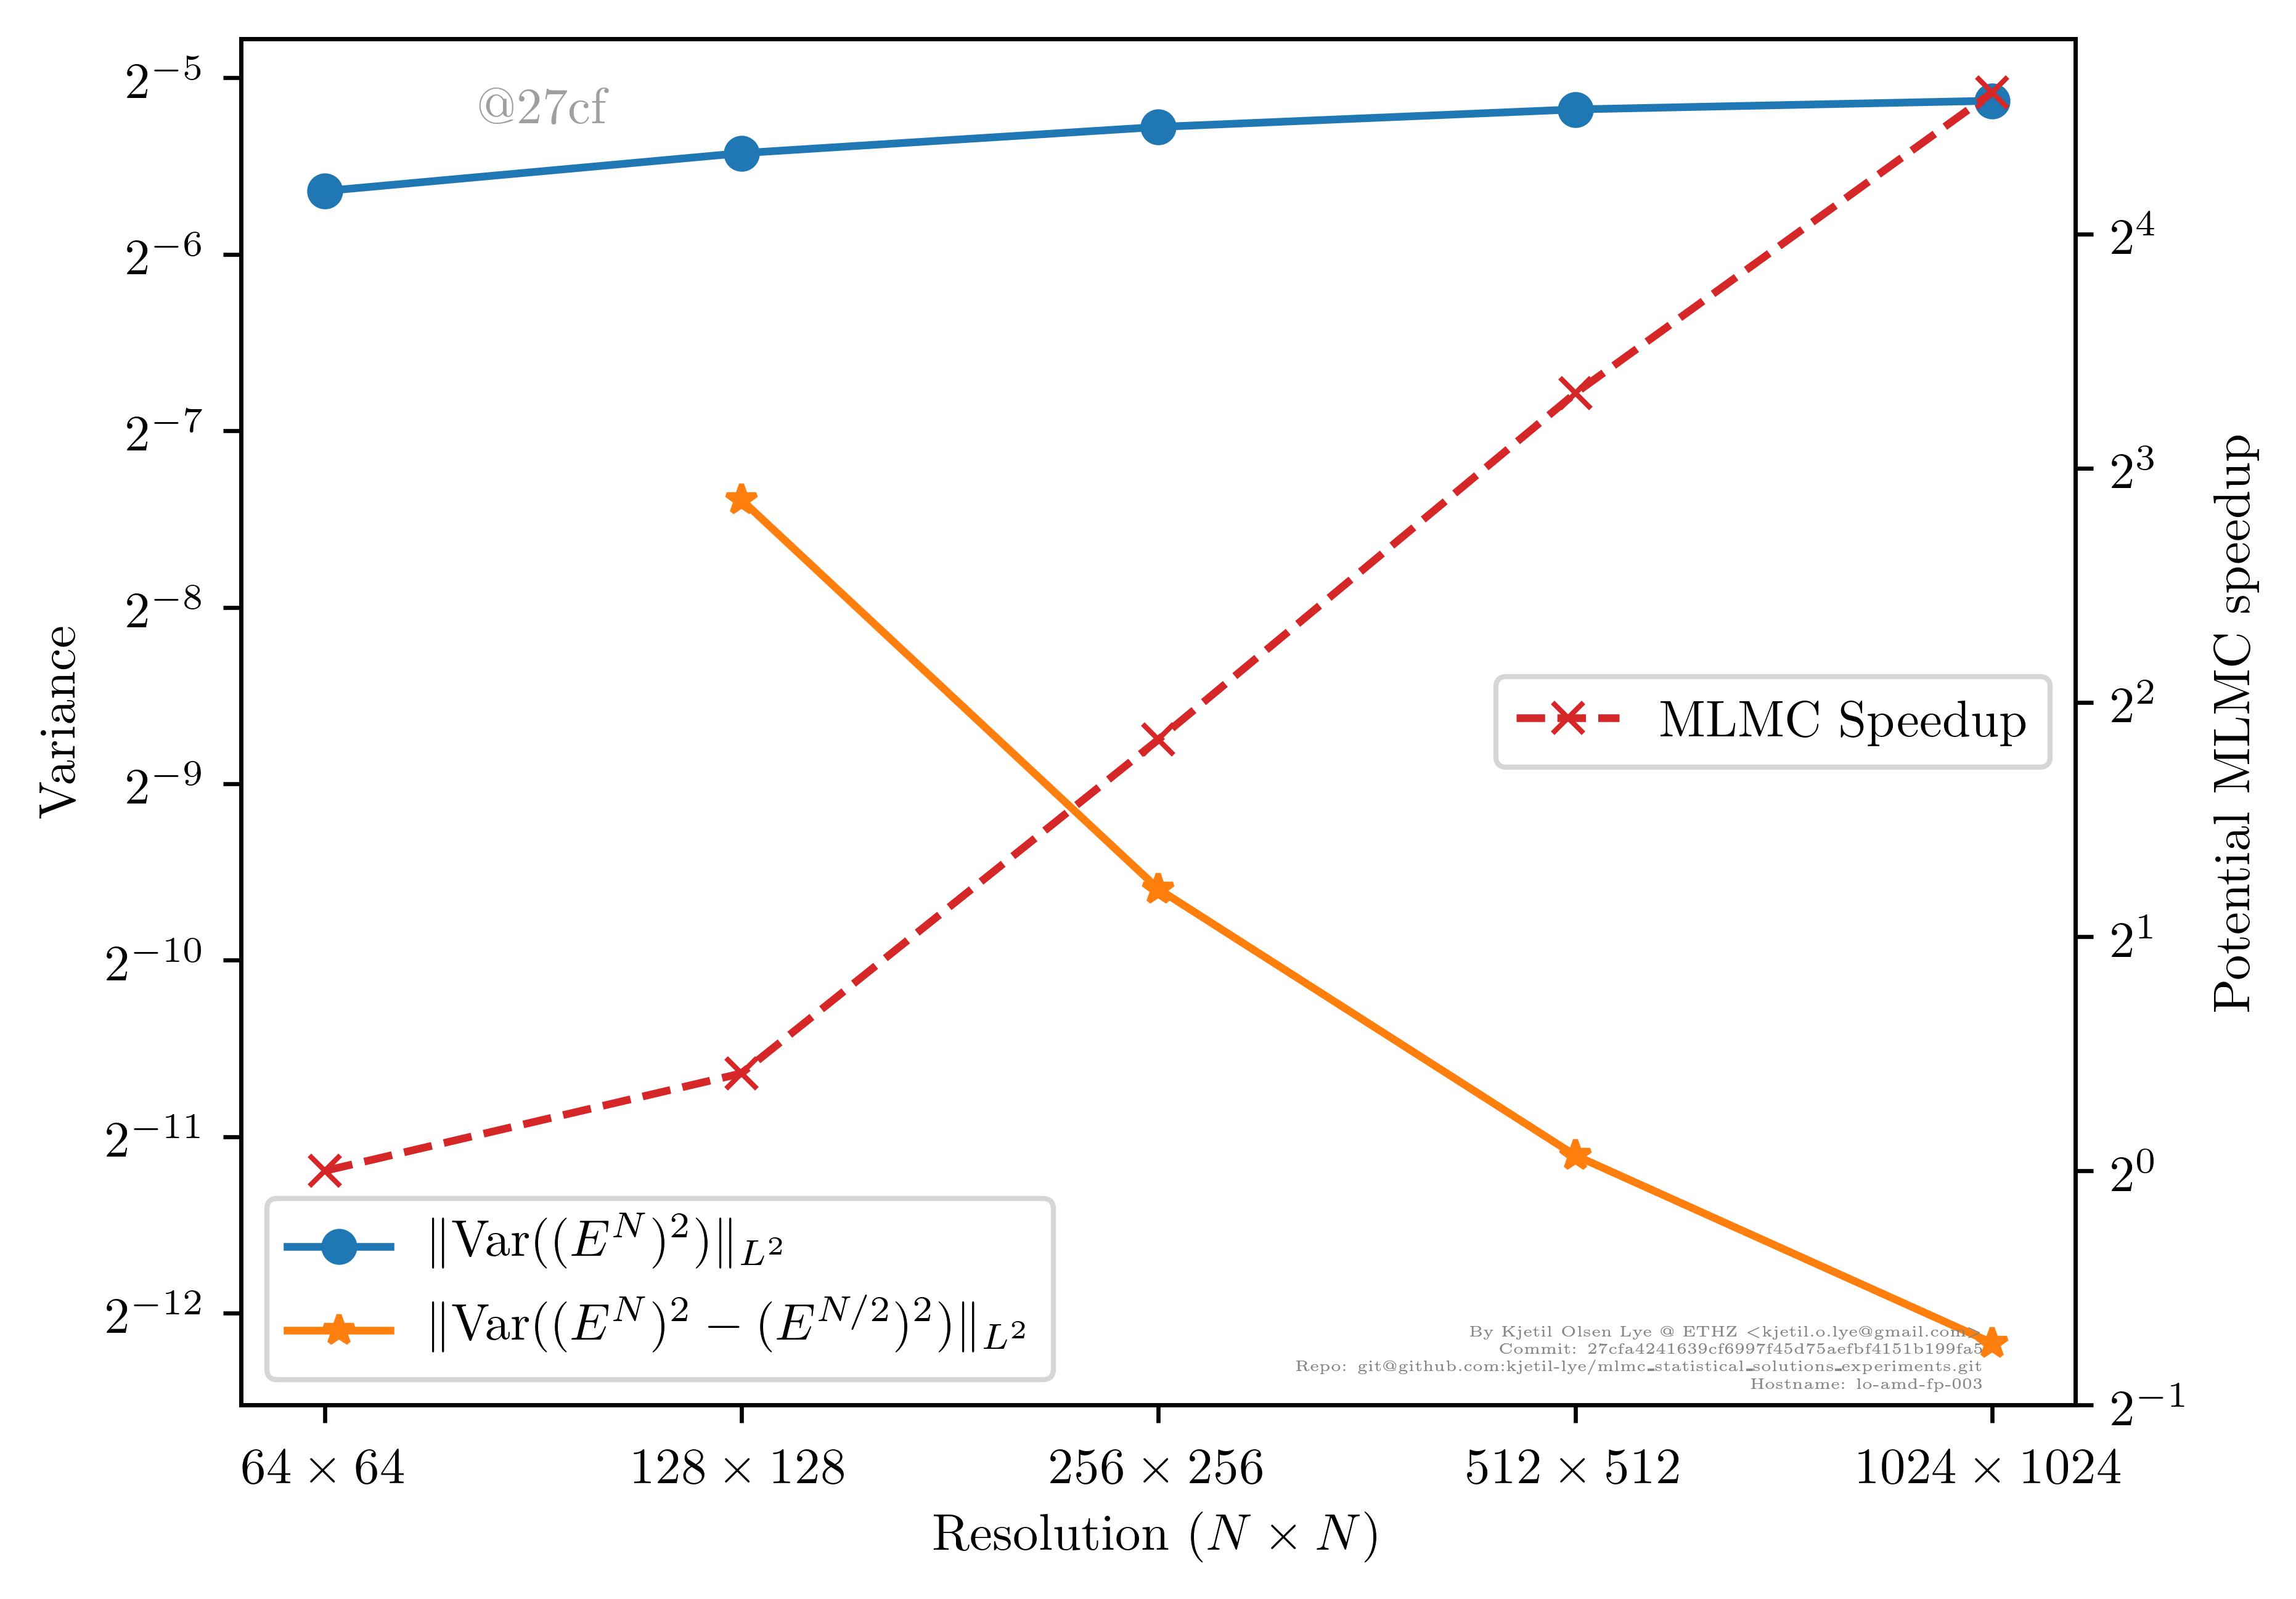 @27cf
2^{-5}
2^{-6}
2^{-7}
2^{-8}
2^{-9}
2^{-10}
2^{-11}
2^{-12}
Variance
2^4
2^3
2^2
2^1
2^0
2^{-1}
Potential MLMC speedup
MLMC Speedup
‖Var((E^N)^2)‖_{L^2}
‖Var((E^N)^2 − (E^{N/2})^2)‖_{L^2}
By Kjetil Olsen Lye @ ETHZ <kjetil.o.lye@gmail.com>
Commit: 27cfa4241639cf6997f45d75aefbf4151b199fa5
Repo: git@github.com:kjetil-lye/mlmc_statistical_solutions_experiments.git
Hostname: lo-amd-fp-003
64 × 64
128 × 128
256 × 256
512 × 512
1024 × 1024
Resolution (N × N)